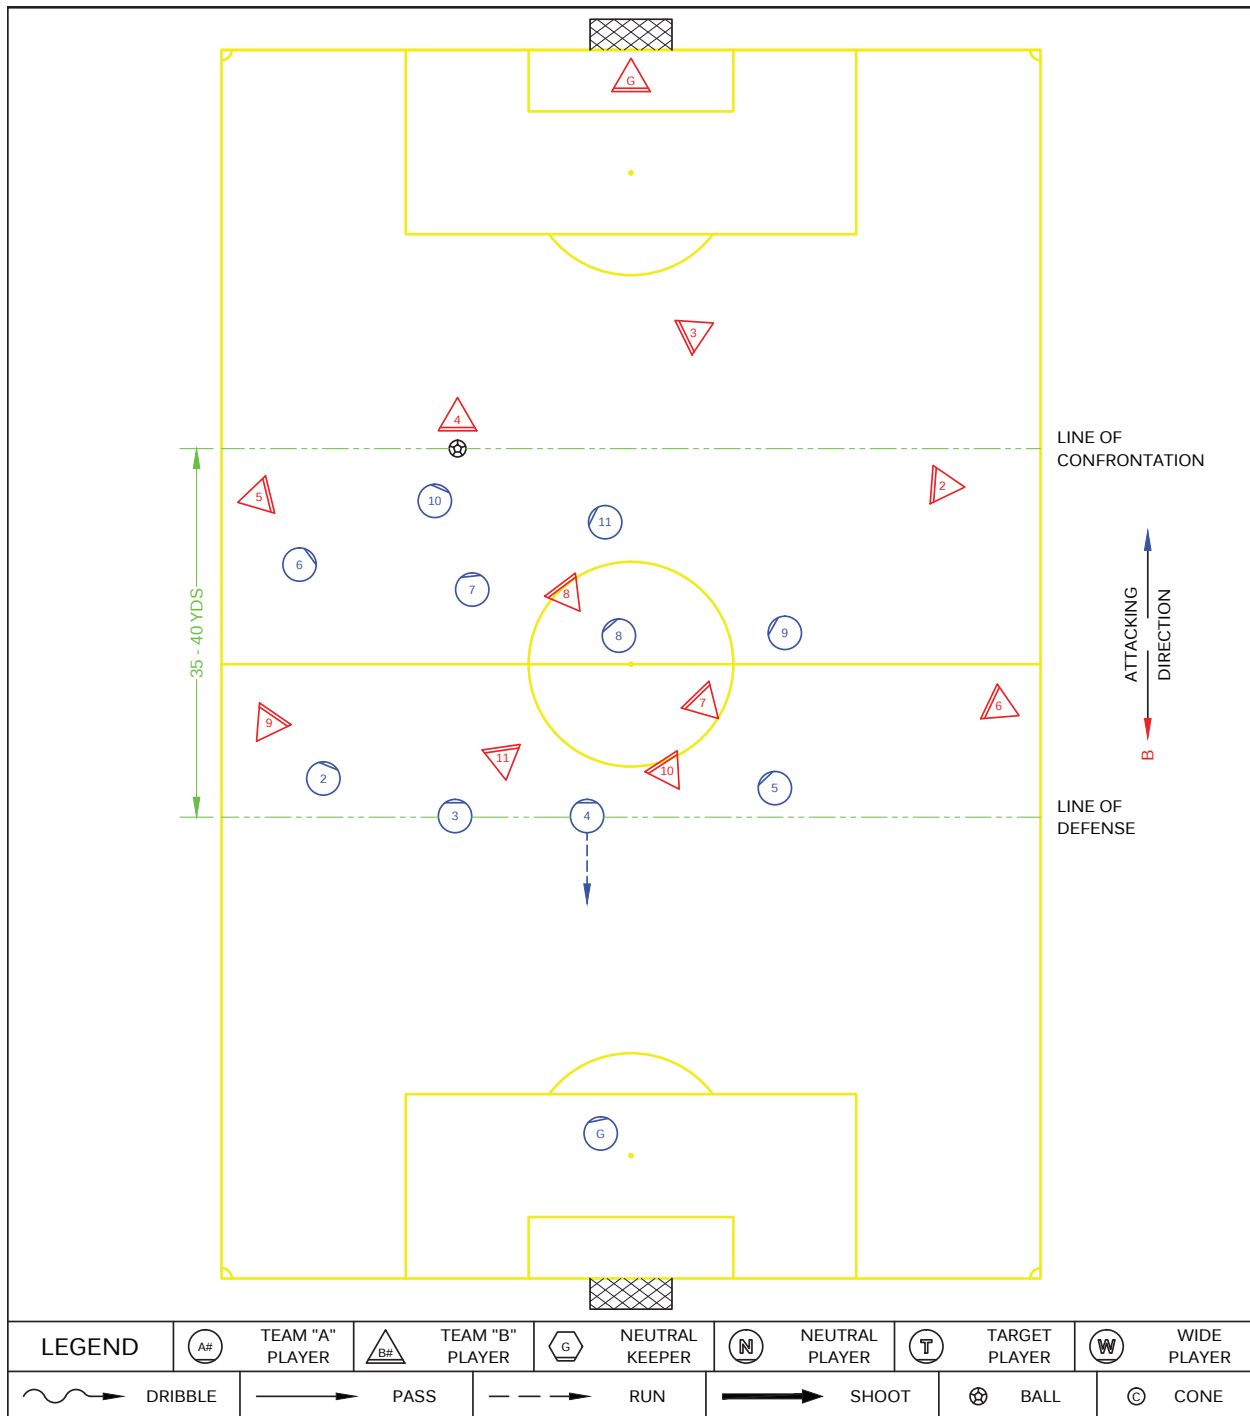 G
3
4
LINE OF
CONFRONTATION
5
2
10
11
6
7
8
8
9
35 - 40 YDS
ATTACKING
DIRECTION
B
9
7
6
11
10
2
5
3
4
LINE OF
DEFENSE
G
LEGEND
A#
TEAM "A"
PLAYER
B#
TEAM "B"
PLAYER
G
NEUTRAL
KEEPER
N
NEUTRAL
PLAYER
T
TARGET
PLAYER
W
WIDE
PLAYER
DRIBBLE
PASS
RUN
SHOOT
BALL
C
CONE